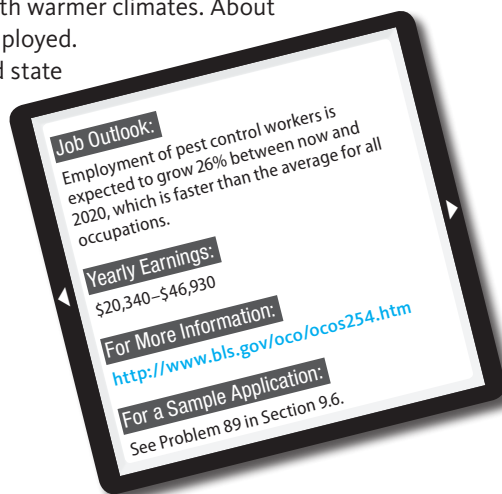 th warmer climates. About
ployed.
d state
Job Outlook:
Employment of pest control workers is
expected to grow 26% between now and
2020, which is faster than the average for all
occupations.
Yearly Earnings:
$20,340–$46,930
For More Information:
http://www.bls.gov/oco/ocos254.htm
For a Sample Application:
See Problem 89 in Section 9.6.